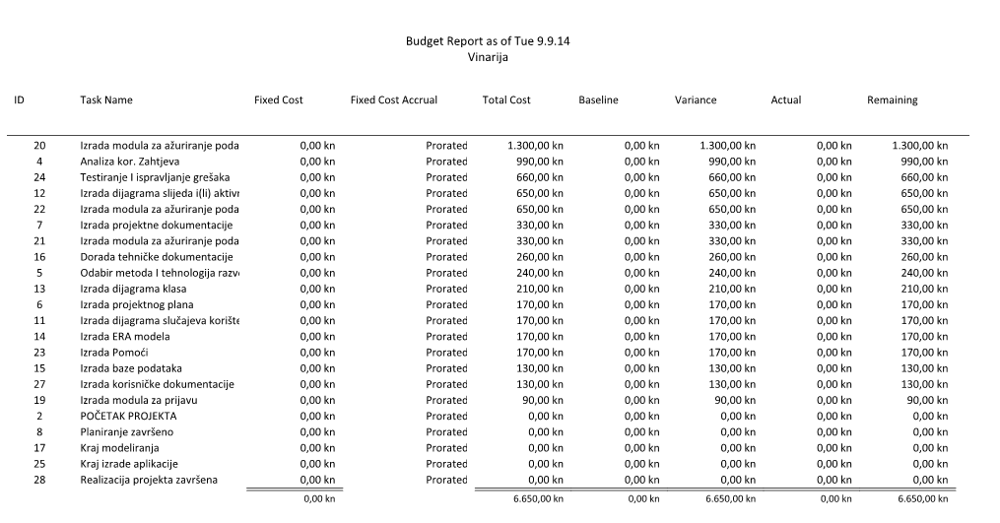 Budget Report as of Tue 9.9.14
Vinarija
ID Task Name Fixed Cost Fixed Cost Accrual Total Cost Baseline Variance Actual Remaining
20 Izrada modula za ažuriranje poda 0,00 kn Prorated 1.300,00 kn 0,00 kn 1.300,00 kn 0,00 kn 1.300,00 kn
4 Analiza kor. Zahtjeva 0,00 kn Prorated 990,00 kn 0,00 kn 990,00 kn 0,00 kn 990,00 kn
24 Testiranje I ispravljanje grešaka 0,00 kn Prorated 660,00 kn 0,00 kn 660,00 kn 0,00 kn 660,00 kn
12 Izrada dijagrama slijeda i(li) aktivr 0,00 kn Prorated 650,00 kn 0,00 kn 650,00 kn 0,00 kn 650,00 kn
22 Izrada modula za ažuriranje poda 0,00 kn Prorated 650,00 kn 0,00 kn 650,00 kn 0,00 kn 650,00 kn
7 Izrada projektne dokumentacije 0,00 kn Prorated 330,00 kn 0,00 kn 330,00 kn 0,00 kn 330,00 kn
21 Izrada modula za ažuriranje poda 0,00 kn Prorated 330,00 kn 0,00 kn 330,00 kn 0,00 kn 330,00 kn
16 Dorada tehničke dokumentacije 0,00 kn Prorated 260,00 kn 0,00 kn 260,00 kn 0,00 kn 260,00 kn
5 Odabir metoda I tehnologija razv 0,00 kn Prorated 240,00 kn 0,00 kn 240,00 kn 0,00 kn 240,00 kn
13 Izrada dijagrama klasa 0,00 kn Prorated 210,00 kn 0,00 kn 210,00 kn 0,00 kn 210,00 kn
6 Izrada projektnog plana 0,00 kn Prorated 170,00 kn 0,00 kn 170,00 kn 0,00 kn 170,00 kn
11 Izrada dijagrama slučajeva korište 0,00 kn Prorated 170,00 kn 0,00 kn 170,00 kn 0,00 kn 170,00 kn
14 Izrada ERA modela 0,00 kn Prorated 170,00 kn 0,00 kn 170,00 kn 0,00 kn 170,00 kn
23 Izrada Pomoći 0,00 kn Prorated 170,00 kn 0,00 kn 170,00 kn 0,00 kn 170,00 kn
15 Izrada baze podataka 0,00 kn Prorated 130,00 kn 0,00 kn 130,00 kn 0,00 kn 130,00 kn
27 Izrada korisničke dokumentacije 0,00 kn Prorated 130,00 kn 0,00 kn 130,00 kn 0,00 kn 130,00 kn
19 Izrada modula za prijavu 0,00 kn Prorated 90,00 kn 0,00 kn 90,00 kn 0,00 kn 90,00 kn
2 POČETAK PROJEKTA 0,00 kn Prorated 0,00 kn 0,00 kn 0,00 kn 0,00 kn 0,00 kn
8 Planiranje završeno 0,00 kn Prorated 0,00 kn 0,00 kn 0,00 kn 0,00 kn 0,00 kn
17 Kraj modeliranja 0,00 kn Prorated 0,00 kn 0,00 kn 0,00 kn 0,00 kn 0,00 kn
25 Kraj izrade aplikacije 0,00 kn Prorated 0,00 kn 0,00 kn 0,00 kn 0,00 kn 0,00 kn
28 Realizacija projekta završena 0,00 kn Prorated 0,00 kn 0,00 kn 0,00 kn 0,00 kn 0,00 kn
0,00 kn 6.650,00 kn 0,00 kn 6.650,00 kn 0,00 kn 6.650,00 kn